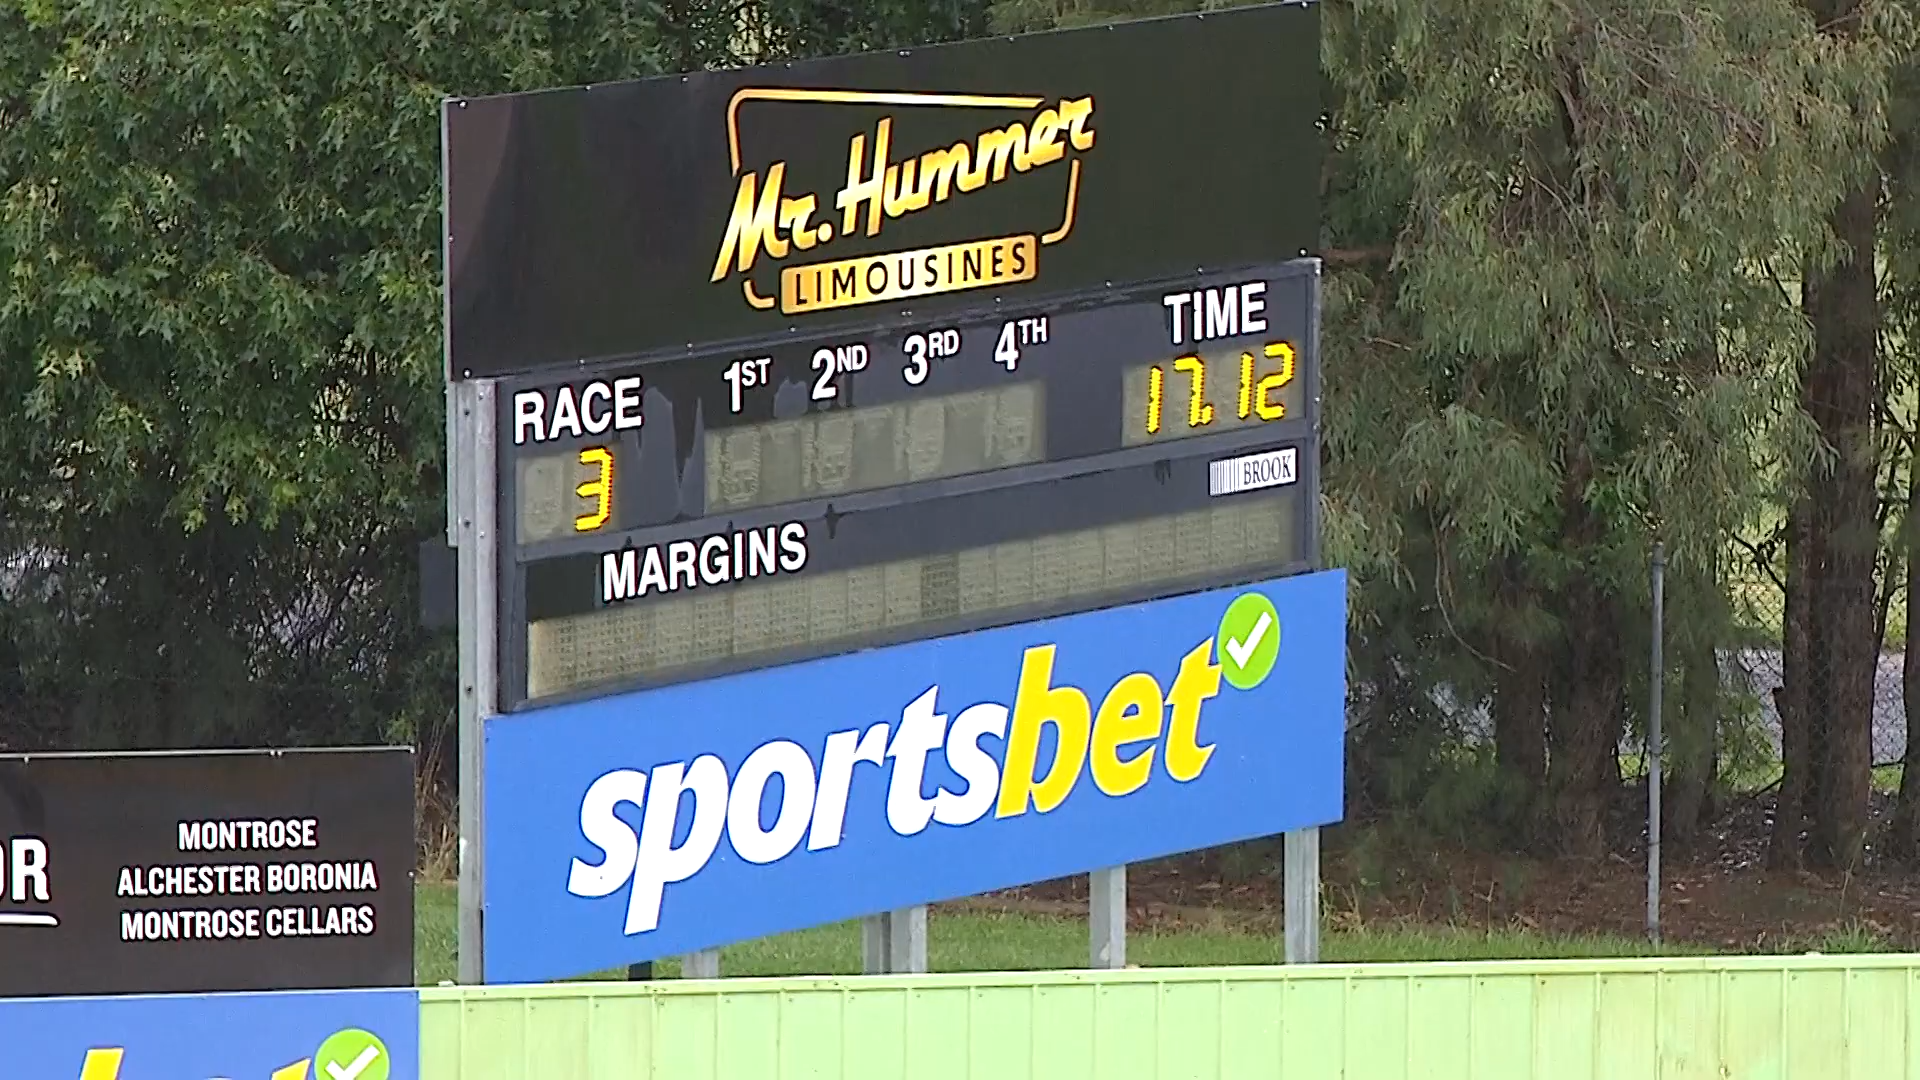 Mr. Hummer
LIMOUSINES
RACE 1ST 2ND 3RD 4TH TIME
3 17.12
BROOK
MARGINS
sportsbet
MONTROSE
ALCHESTER BORONIA
MONTROSE CELLARS